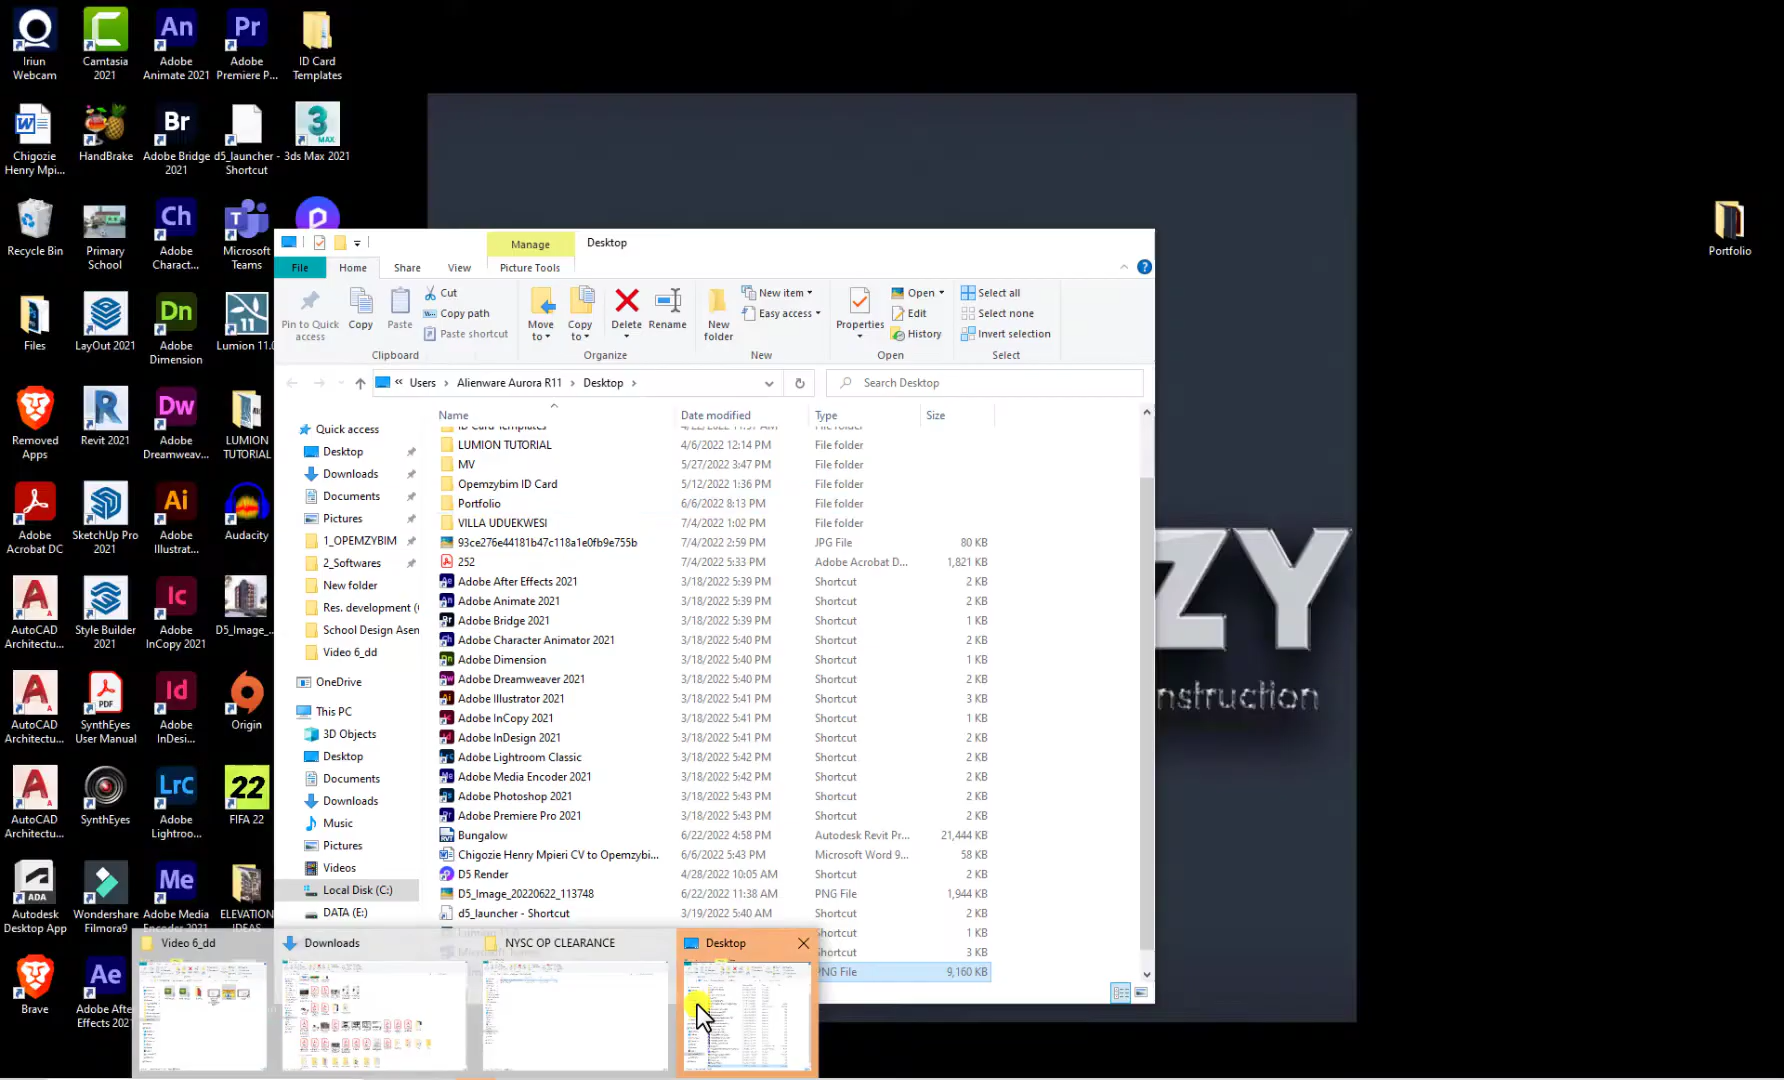 Iriun
Webcam
Camtasia
2021
Adobe
Animate 2021
Adobe
Premiere P...
ID Card
Templates
Chigozie
Henry Mpi...
HandBrake
Adobe Bridge
2021
d5_launcher -
Shortcut
3ds Max 2021
Recycle Bin
Primary
School
Adobe
Charact...
Microsoft
Teams
Portfolio
Files
LayOut 2021
Adobe
Dimension
Lumion 11.0
Removed
Apps
Revit 2021
Adobe
Dreamweav...
LUMION
TUTORIAL
Adobe
Acrobat DC
SketchUp Pro
2021
Adobe
Illustrat...
Audacity
AutoCAD
Architectu...
Style Builder
2021
Adobe
InCopy 2021
D5_Image_...
AutoCAD
Architectu...
SynthEyes
User Manual
Adobe
InDesi...
Origin
AutoCAD
Architectu...
SynthEyes
Adobe
Lightroo...
FIFA 22
Autodesk
Desktop App
Wondershare
Filmora9
Adobe Media
ELEVATION
IDEAS
Brave
Adobe After
Effects 2021
Manage
Desktop
File
Home
Share
View
Picture Tools
Pin to Quick
access
Copy
Paste
Cut
Copy path
Paste shortcut
Clipboard
Move
to
Copy
to
Delete
Rename
Organize
New
folder
New item
Easy access
New
Properties
Open
Edit
History
Open
Select all
Select none
Invert selection
Select
« Users > Alienware Aurora R11 > Desktop >
Search Desktop
Name Date modified Type Size
Quick access
Desktop
Downloads
Documents
Pictures
1_OPEMZYBIM
2_Softwares
New folder
Res. development (
School Design Asen
Video 6_dd
OneDrive
This PC
3D Objects
Desktop
Documents
Downloads
Music
Pictures
Videos
Local Disk (C:)
DATA (E:)
ID Card Templates 4/22/2022 11:57 AM File folder
LUMION TUTORIAL 4/6/2022 12:14 PM File folder
MV 5/27/2022 3:47 PM File folder
Opemzybim ID Card 5/12/2022 1:36 PM File folder
Portfolio 6/6/2022 8:13 PM File folder
VILLA UDUEKWESI 7/4/2022 1:02 PM File folder
93ce276e44181b47c118a1e0fb9e755b 7/4/2022 2:59 PM JPG File 80 KB
252 7/4/2022 5:33 PM Adobe Acrobat D... 1,821 KB
Adobe After Effects 2021 3/18/2022 5:39 PM Shortcut 2 KB
Adobe Animate 2021 3/18/2022 5:39 PM Shortcut 2 KB
Adobe Bridge 2021 3/18/2022 5:39 PM Shortcut 1 KB
Adobe Character Animator 2021 3/18/2022 5:40 PM Shortcut 2 KB
Adobe Dimension 3/18/2022 5:40 PM Shortcut 1 KB
Adobe Dreamweaver 2021 3/18/2022 5:40 PM Shortcut 2 KB
Adobe Illustrator 2021 3/18/2022 5:41 PM Shortcut 3 KB
Adobe InCopy 2021 3/18/2022 5:41 PM Shortcut 1 KB
Adobe InDesign 2021 3/18/2022 5:41 PM Shortcut 2 KB
Adobe Lightroom Classic 3/18/2022 5:42 PM Shortcut 2 KB
Adobe Media Encoder 2021 3/18/2022 5:42 PM Shortcut 2 KB
Adobe Photoshop 2021 3/18/2022 5:43 PM Shortcut 2 KB
Adobe Premiere Pro 2021 3/18/2022 5:43 PM Shortcut 2 KB
Bungalow 6/22/2022 4:58 PM Autodesk Revit Pr... 21,444 KB
Chigozie Henry Mpieri CV to Opemzybi... 6/6/2022 5:43 PM Microsoft Word 9... 58 KB
D5 Render 4/28/2022 10:05 AM Shortcut 2 KB
D5_Image_20220622_113748 6/22/2022 11:38 AM PNG File 1,944 KB
d5_launcher - Shortcut 3/19/2022 5:40 AM Shortcut 2 KB
Shortcut 1 KB
Shortcut 3 KB
PNG File 9,160 KB
Video 6_dd
Downloads
NYSC OP CLEARANCE
Desktop
ZY
nstruction